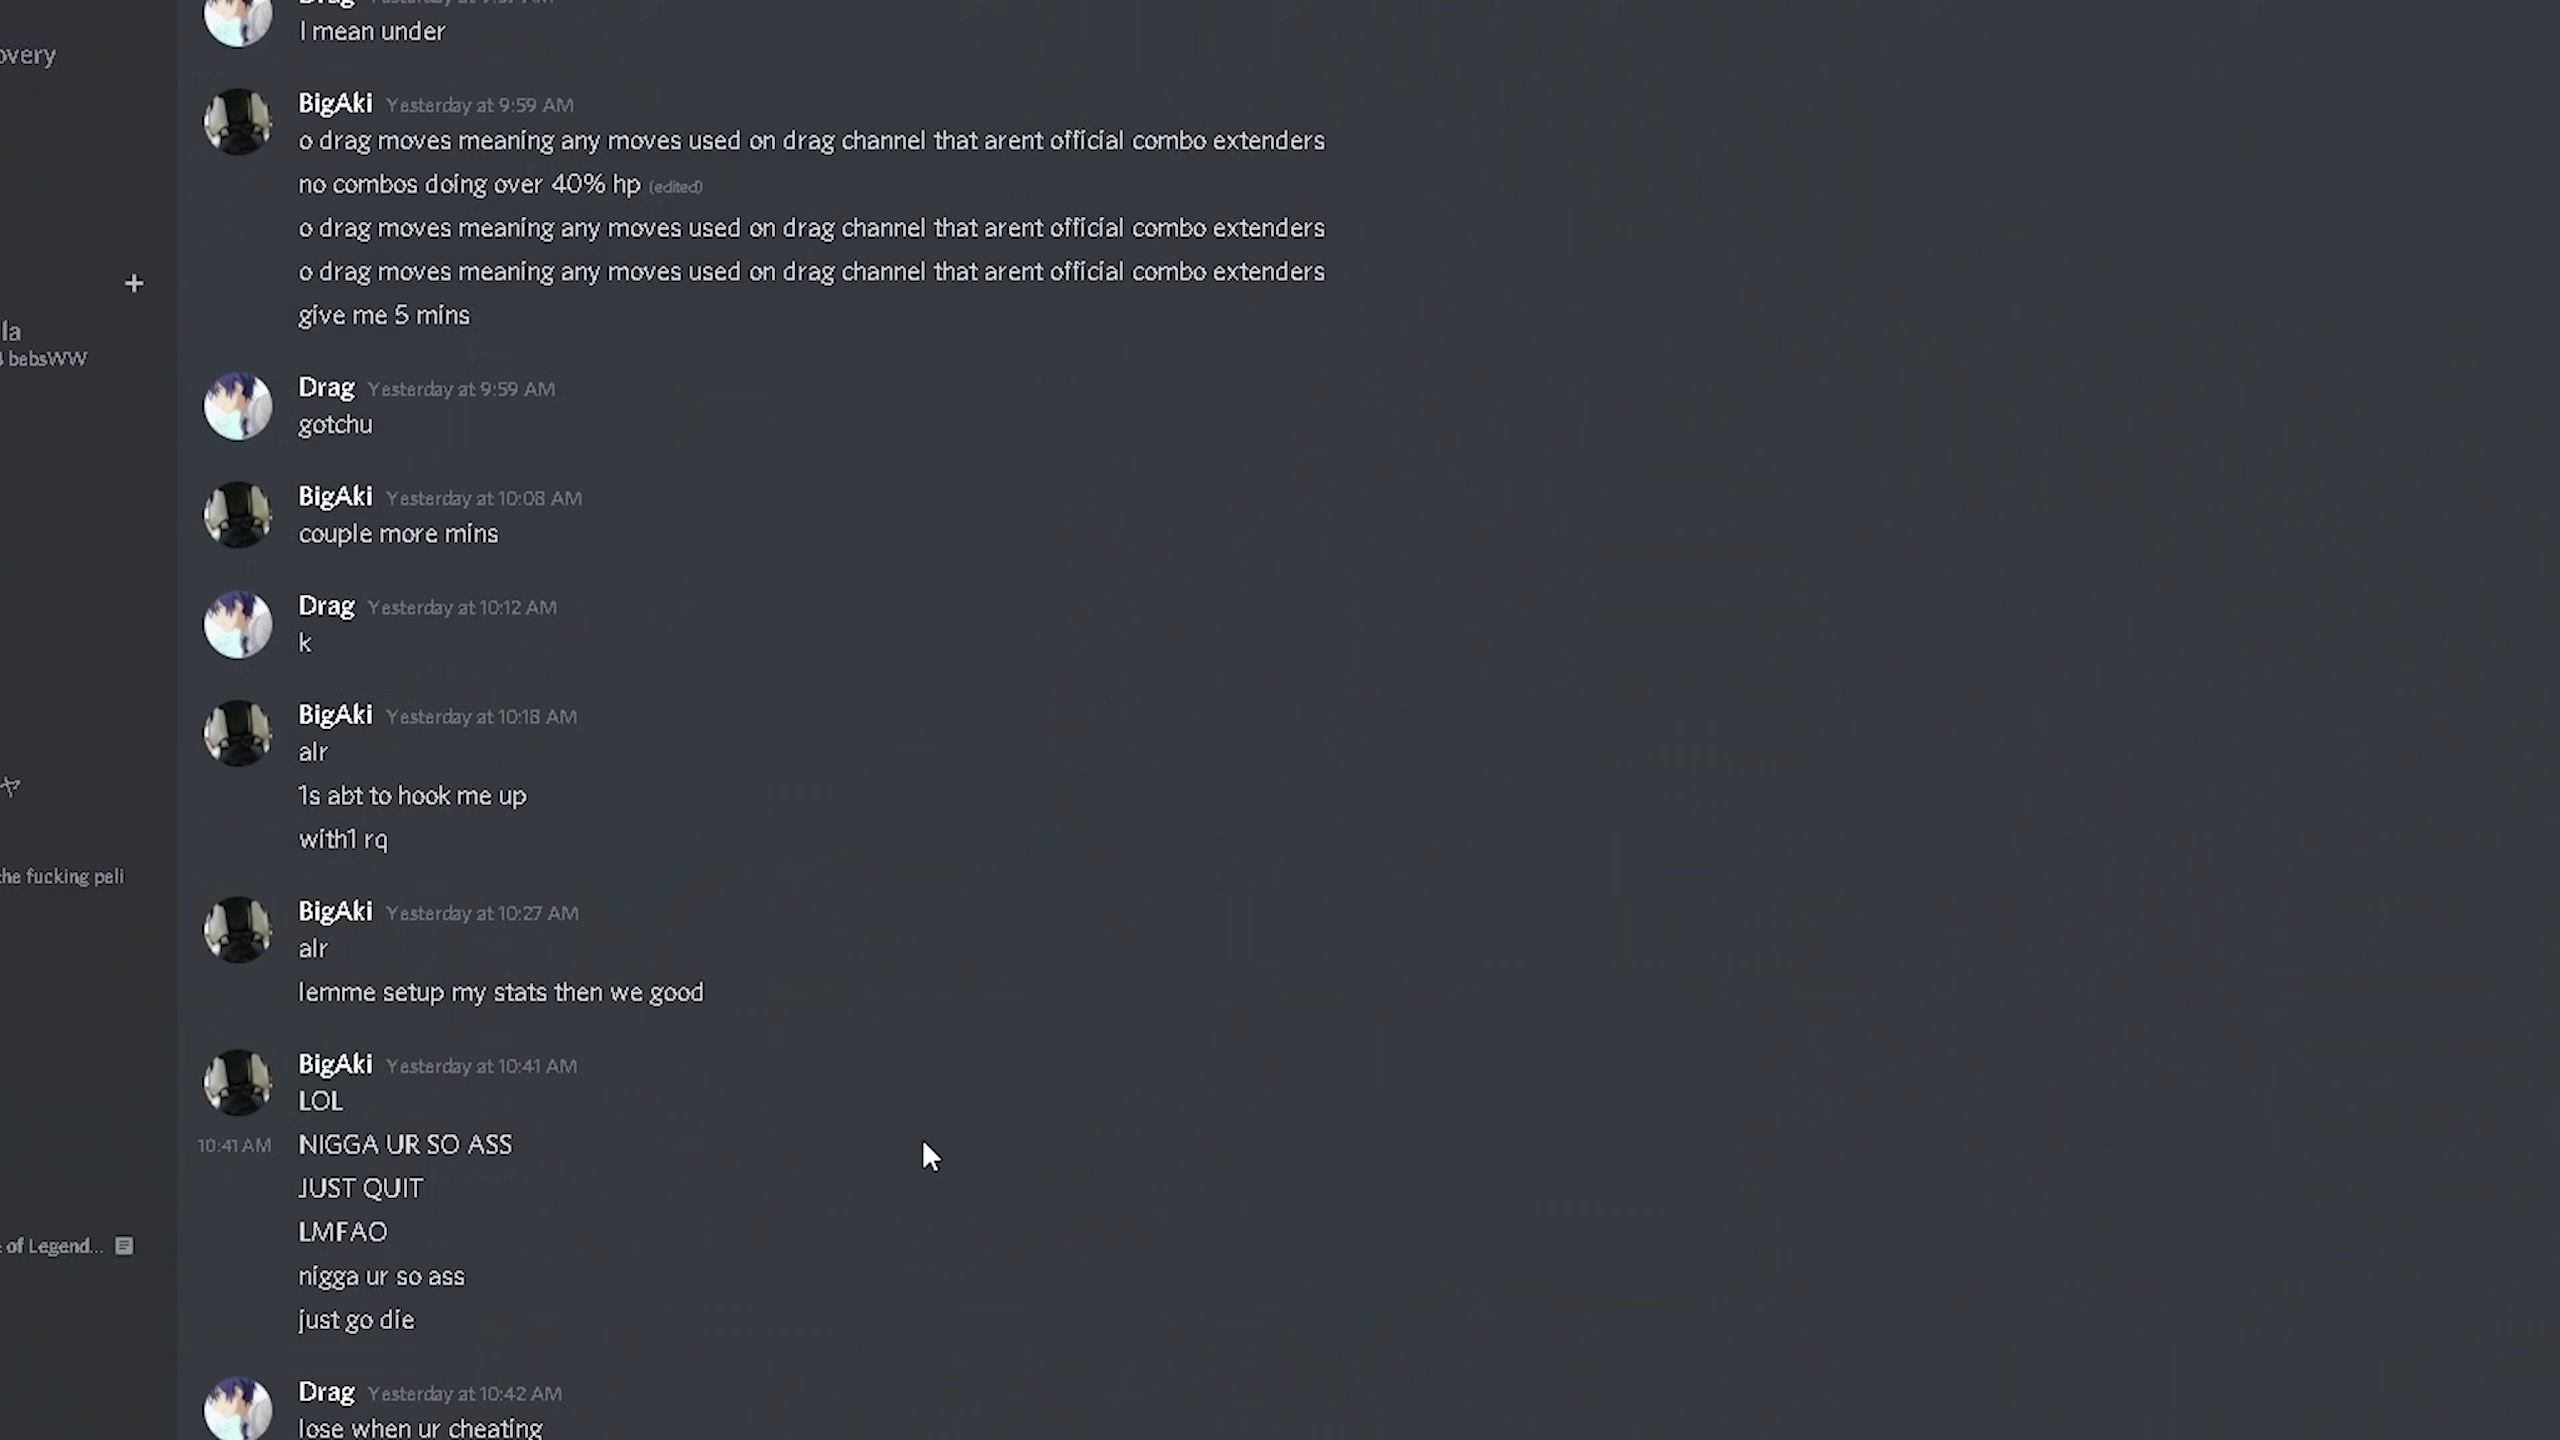 Drag
I mean under
overy
BigAki Yesterday at 9:59 AM
o drag moves meaning any moves used on drag channel that arent official combo extenders
no combos doing over 40% hp (edited)
o drag moves meaning any moves used on drag channel that arent official combo extenders
o drag moves meaning any moves used on drag channel that arent official combo extenders
give me 5 mins
la
bebsWW
Drag Yesterday at 9:59 AM
gotchu
BigAki Yesterday at 10:08 AM
couple more mins
Drag Yesterday at 10:12 AM
k
BigAki Yesterday at 10:18 AM
alr
1s abt to hook me up
with1 rq
ヤ
he fucking peli
BigAki Yesterday at 10:27 AM
alr
lemme setup my stats then we good
BigAki Yesterday at 10:41 AM
LOL
10:41 AM NIGGA UR SO ASS
JUST QUIT
LMFAO
nigga ur so ass
just go die
of Legend...
Drag Yesterday at 10:42 AM
lose when ur cheating